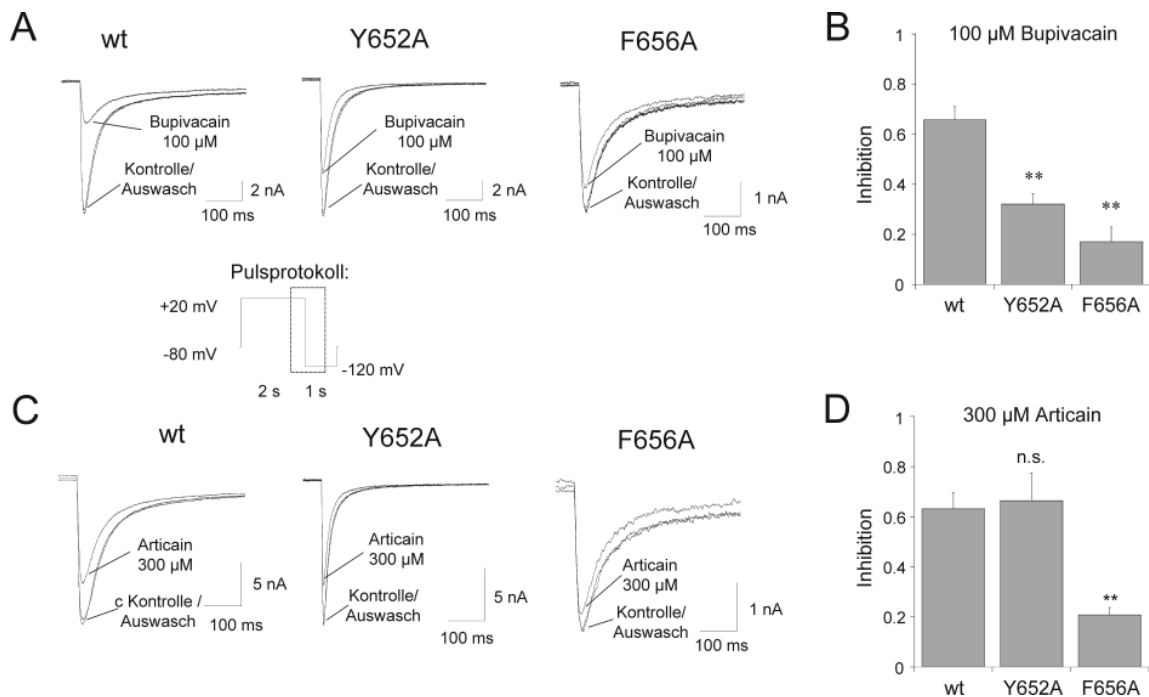 A
wt
Y652A
F656A
Bupivacain
100 µM
Kontrolle/
Auswasch
2 nA
100 ms
Bupivacain
100 µM
Kontrolle/
Auswasch
2 nA
100 ms
Bupivacain
100 µM
Kontrolle/
Auswasch
1 nA
100 ms
Pulsprotokoll:
+20 mV
-80 mV
-120 mV
2 s
1 s
B
100 µM Bupivacain
Inhibition
1
0.8
0.6
0.4
0.2
0
**
**
wt
Y652A
F656A
C
wt
Y652A
F656A
Articain
300 µM
c Kontrolle /
Auswasch
5 nA
100 ms
Articain
300 µM
Kontrolle/
Auswasch
5 nA
100 ms
Articain
300 µM
Kontrolle/
Auswasch
1 nA
100 ms
D
300 µM Articain
Inhibition
1
0.8
0.6
0.4
0.2
0
n.s.
**
wt
Y652A
F656A